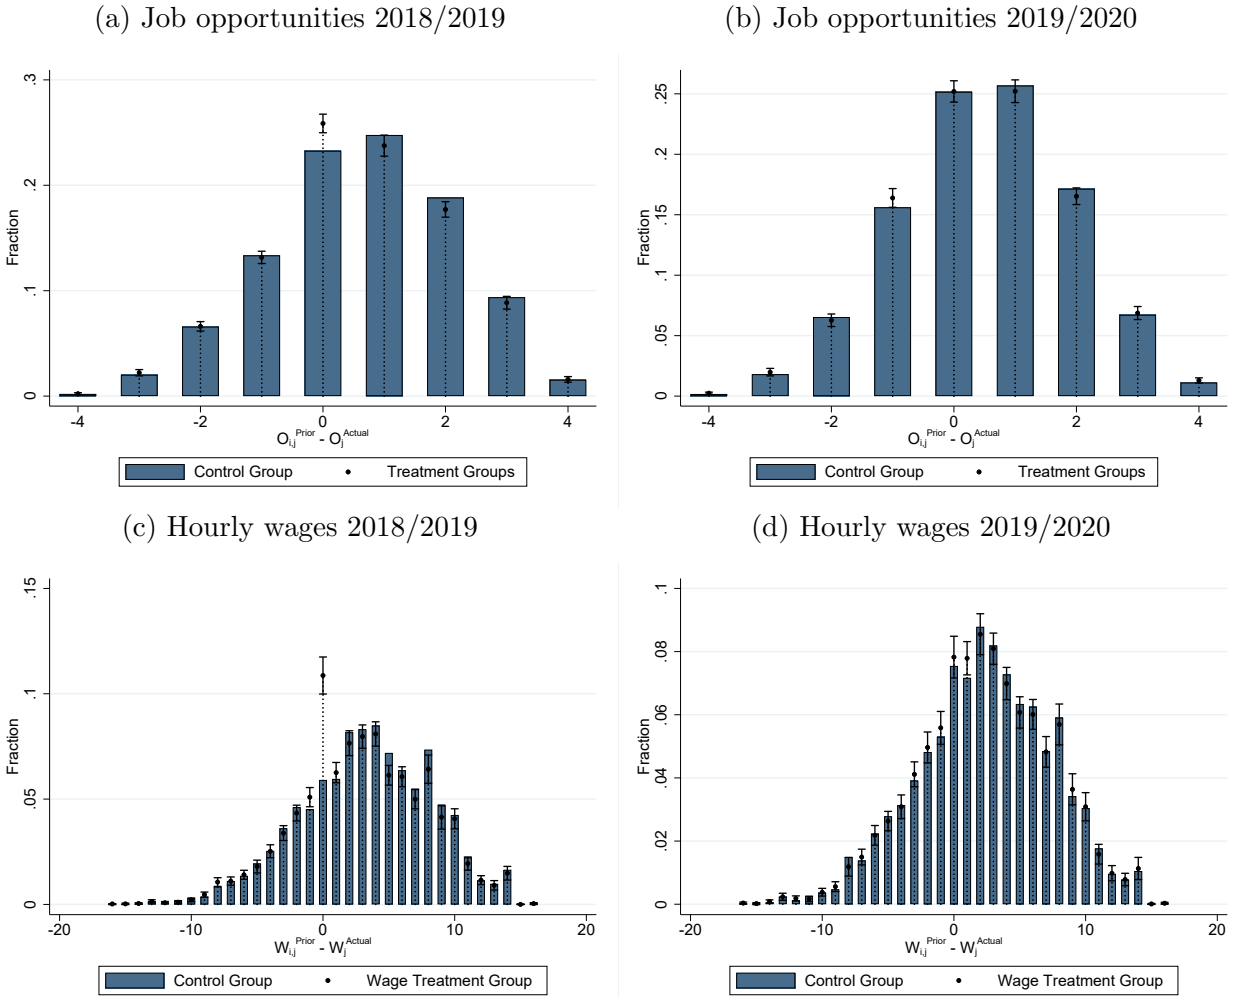 (a) Job opportunities 2018/2019
(b) Job opportunities 2019/2020
Fraction
.3
.2
.1
0
-4 -2 0 2 4
O_{i,j}^{Prior} - O_j^{Actual}
Control Group Treatment Groups
Fraction
.25
.2
.15
.1
.05
0
-4 -2 0 2 4
O_{i,j}^{Prior} - O_j^{Actual}
Control Group Treatment Groups
(c) Hourly wages 2018/2019
(d) Hourly wages 2019/2020
Fraction
.15
.1
.05
0
-20 -10 0 10 20
W_{i,j}^{Prior} - W_j^{Actual}
Control Group Wage Treatment Group
Fraction
.1
.08
.06
.04
.02
0
-20 -10 0 10 20
W_{i,j}^{Prior} - W_j^{Actual}
Control Group Wage Treatment Group